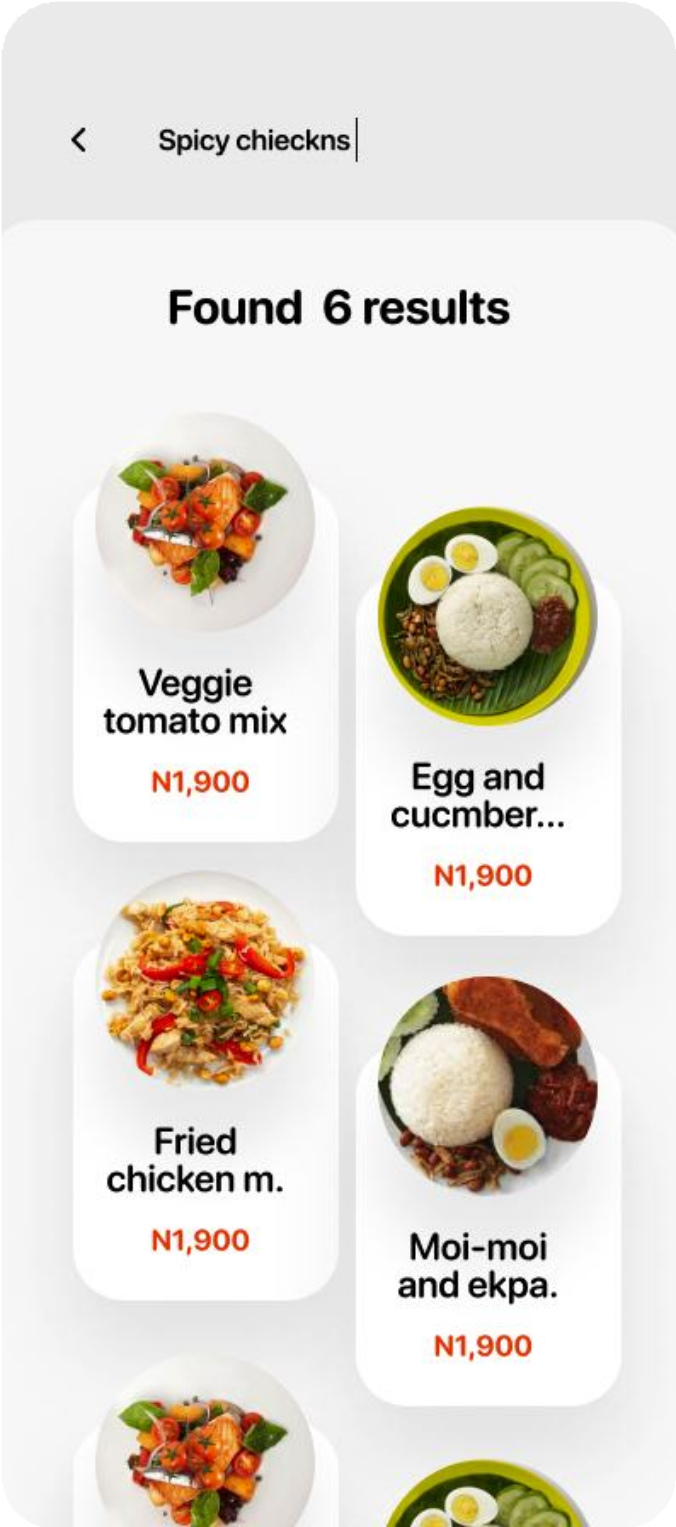 Spicy chieckns
Found 6 results
Veggie
tomato mix
N1,900
Egg and
cucmber...
N1,900
Fried
chicken m.
N1,900
Moi-moi
and ekpa.
N1,900